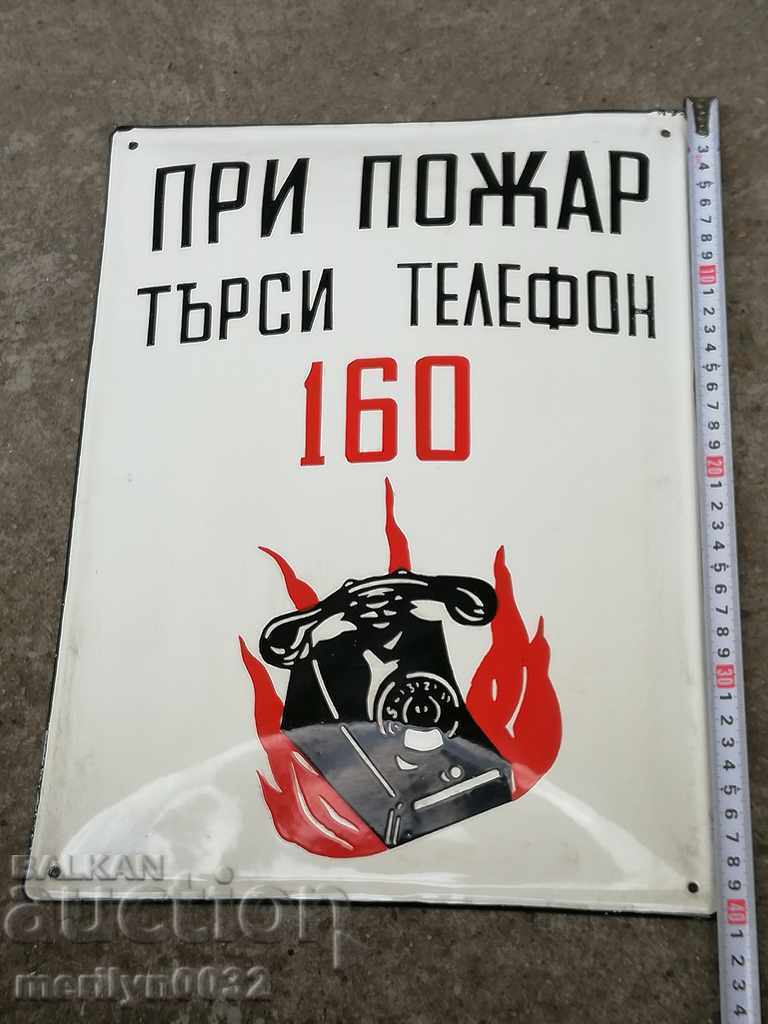 ПРИ ПОЖАР
ТЪРСИ ТЕЛЕФОН
160
BALKAN
auction
merilyn0032